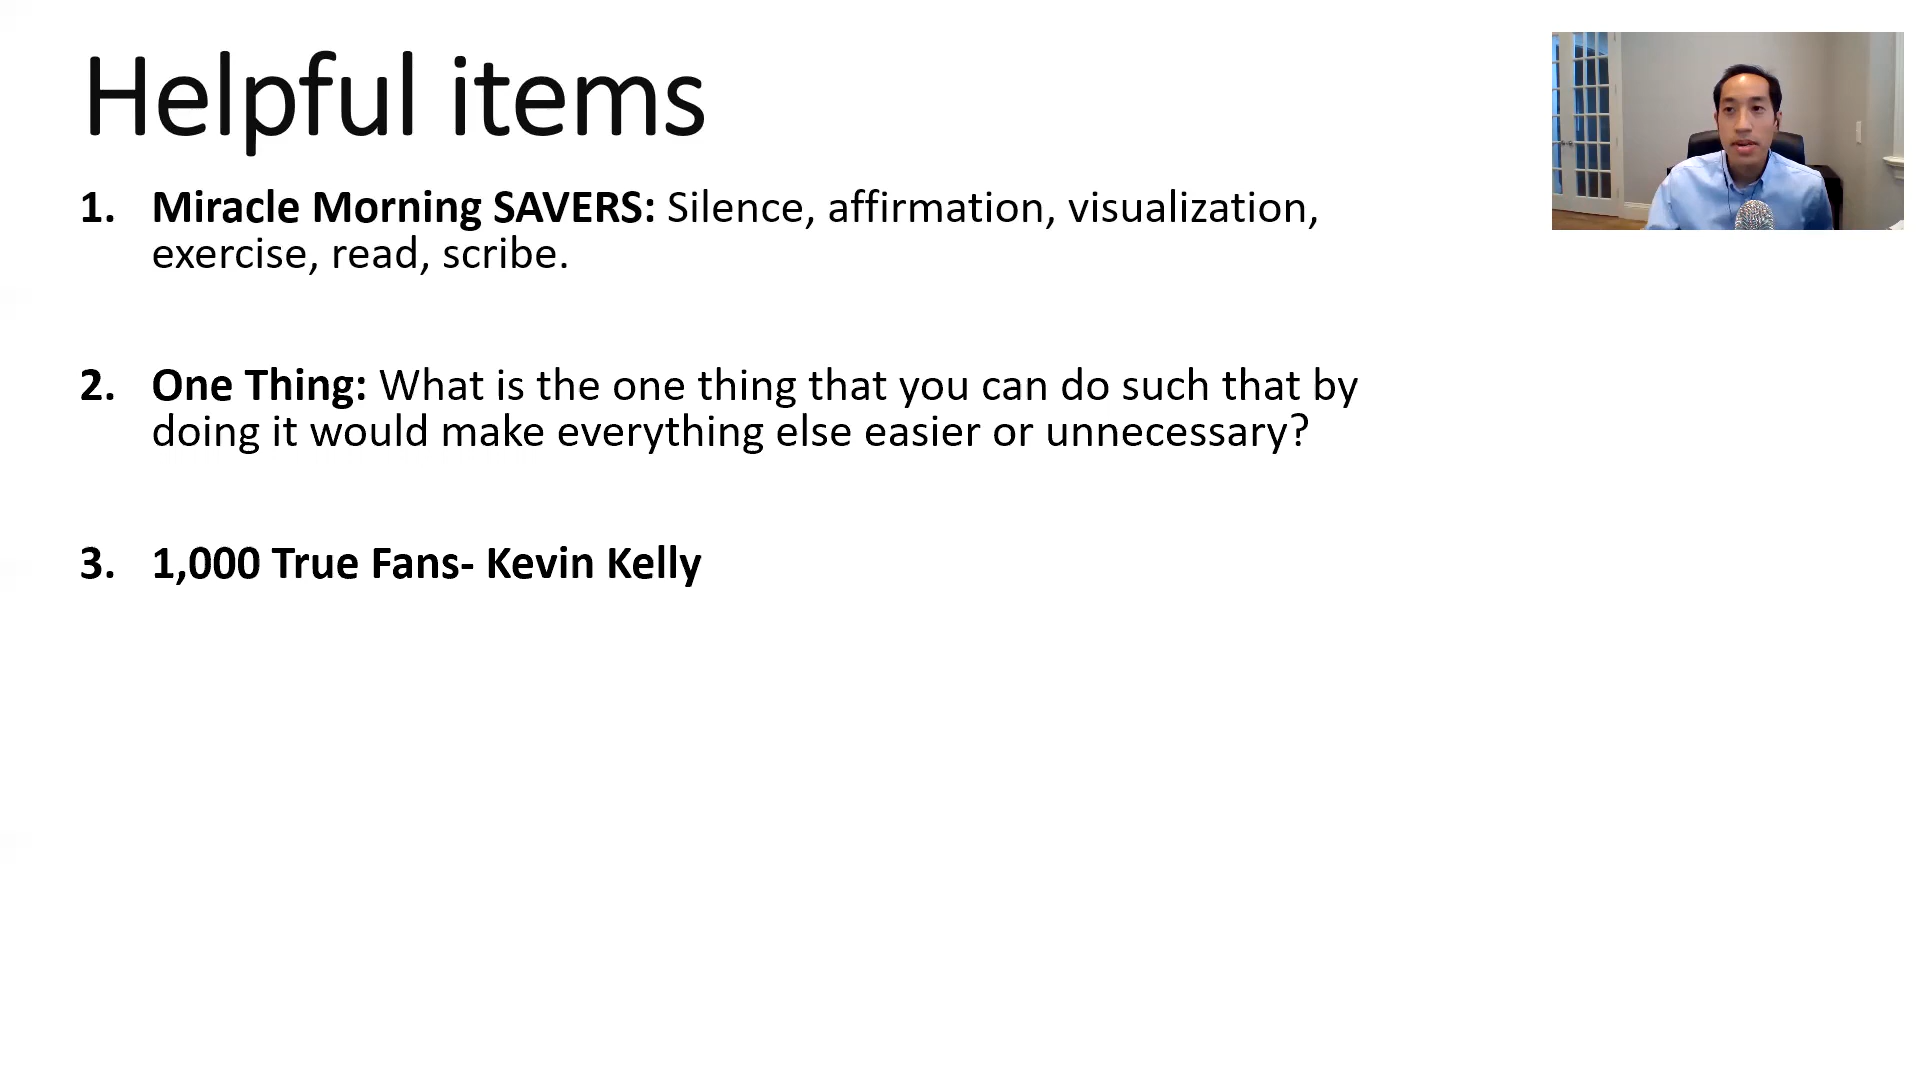 Helpful items
1. Miracle Morning SAVERS: Silence, affirmation, visualization,
exercise, read, scribe.
2. One Thing: What is the one thing that you can do such that by
doing it would make everything else easier or unnecessary?
3. 1,000 True Fans- Kevin Kelly